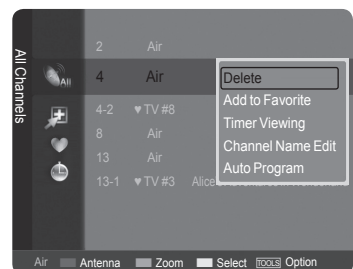 All Channels
2 Air
All 4 Air
4-2 ♥ TV #8
8 Air
13 Air
13-1 ♥ TV #3 Alice
Delete
Add to Favorite
Timer Viewing
Channel Name Edit
Auto Program
Air Antenna Zoom Select TOOLS Option